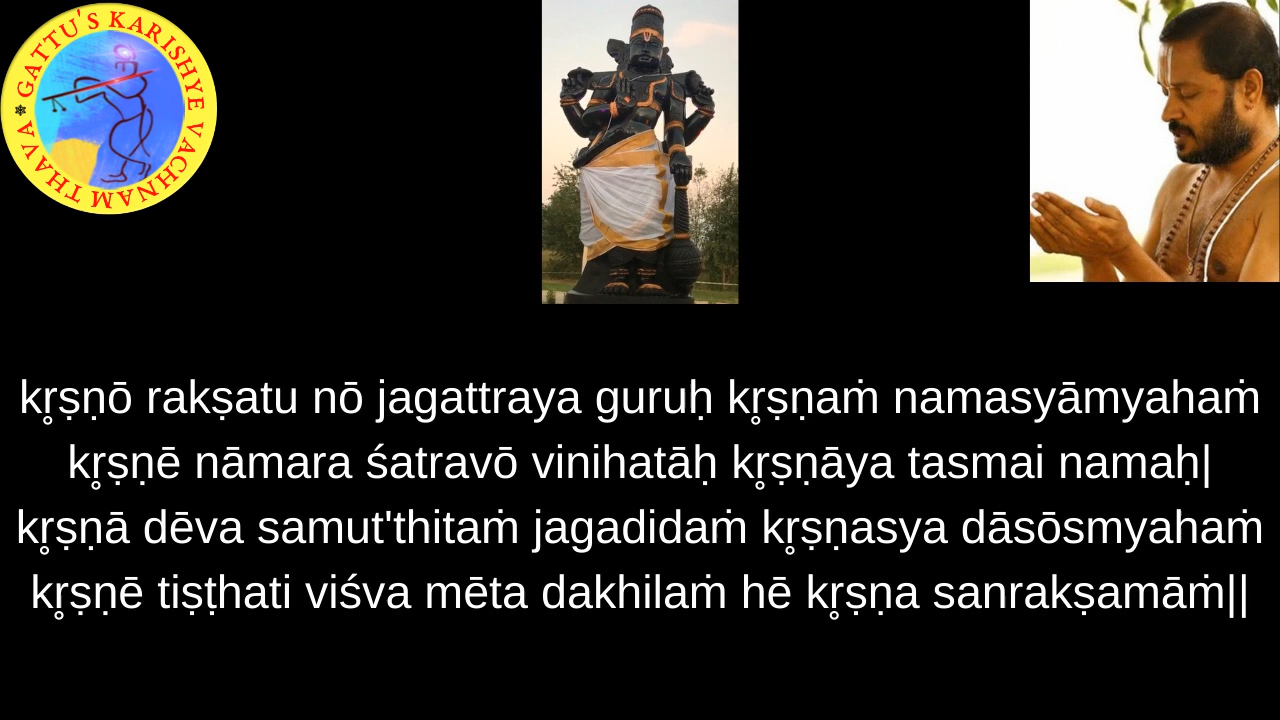 GATTU'S KARISHYE VACHNAM THAVA
kr̥ṣṇō rakṣatu nō jagattraya guruḥ kr̥ṣṇaṁ namasyāmyahaṁ
kr̥ṣṇē nāmara śatravō vinihatāḥ kr̥ṣṇāya tasmai namaḥ|
kr̥ṣṇā dēva samut'thitaṁ jagadidaṁ kr̥ṣṇasya dāsōsmyahaṁ
kr̥ṣṇē tiṣṭhati viśva mēta dakhilaṁ hē kr̥ṣṇa sanrakṣamāṁ||